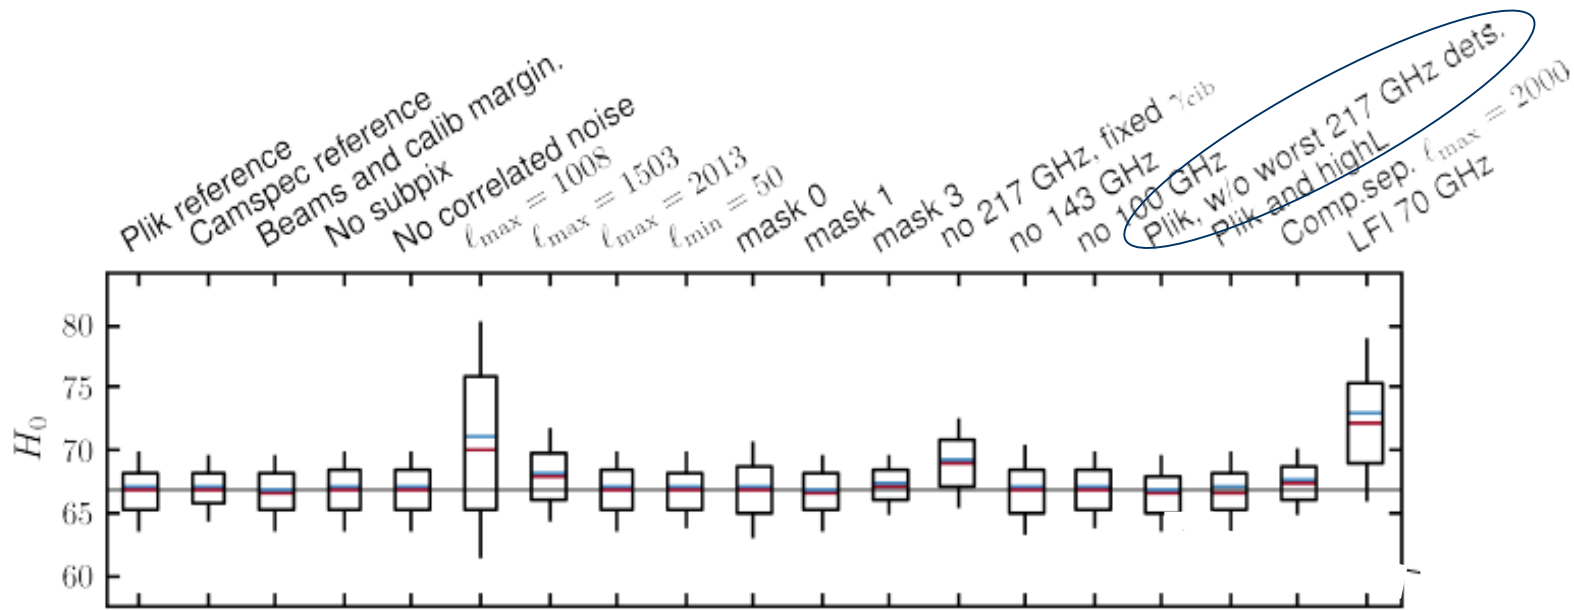 Plik reference
Camspec reference
Beams and calib margin.
No subpix
No correlated noise
ℓmax = 1008
ℓmax = 1503
ℓmax = 2013
ℓmin = 50
mask 0
mask 1
mask 3
no 217 GHz, fixed γcib
no 143 GHz
no 100 GHz
Plik, w/o worst 217 GHz dets.
Plik and highL
Comp.sep. ℓmax = 2000
LFI 70 GHz
80
75
70
65
60
H0